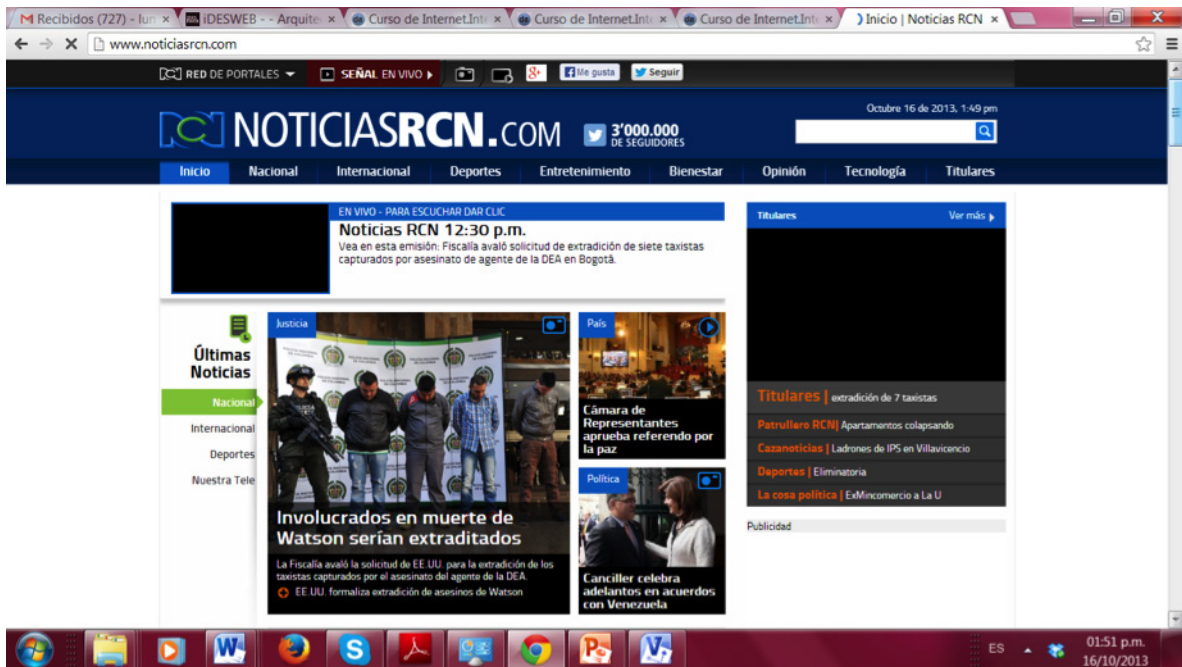 Recibidos (727) - lun
iDESWEB - - Arquite
Curso de Internet.Inte
Curso de Internet.Inte
Curso de Internet.Inte
Inicio | Noticias RCN
www.noticiasrcn.com
RCN RED DE PORTALES
SEÑAL EN VIVO
8+
Me gusta
Seguir
Octubre 16 de 2013, 1:49 pm
RCN NOTICIASRCN.COM
3'000.000
DE SEGUIDORES
Inicio Nacional Internacional Deportes Entretenimiento Bienestar Opinión Tecnología Titulares
EN VIVO - PARA ESCUCHAR DAR CLIC
Noticias RCN 12:30 p.m.
Vea en esta emisión: Fiscalía avaló solicitud de extradición de siete taxistas
capturados por asesinato de agente de la DEA en Bogotá.
Titulares
Ver más
Titulares | extradición de 7 taxistas
Patrullero RCN| Apartamentos colapsando
Cazanoticias | Ladrones de IPS en Villavicencio
Deportes | Eliminatoria
La cosa política | ExMincomercio a La U
Publicidad
Últimas
Noticias
Nacional
Internacional
Deportes
Nuestra Tele
Justicia
Involucrados en muerte de
Watson serían extraditados
La Fiscalía avaló la solicitud de EE.UU. para la extradición de los
taxistas capturados por el asesinato del agente de la DEA.
EE.UU. formaliza extradición de asesinos de Watson
País
Cámara de
Representantes
aprueba referendo por
la paz
Política
Canciller celebra
adelantos en acuerdos
con Venezuela
ES
01:51 p.m.
16/10/2013